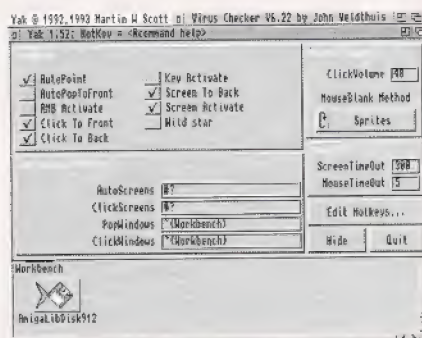 Yak © 1992,1993 Martin W Scott Virus Checker V6.22 by John Veldthuis
Yak 1.52: HotKey = <Rcommand help>
AutoPoint
AutoPopToFront
RMB Activate
Click To Front
Click To Back
Key Activate
Screen To Back
Screen Activate
Wild star
ClickVolume 48
MouseBlank Method
Sprites
AutoScreens #?
ClickScreens #?
PopWindows ~(Workbench)
ClickWindows ~(Workbench)
ScreenTimeOut 300
MouseTimeOut 5
Edit Hotkeys...
Hide Quit
Workbench
AmigaLibDisk912